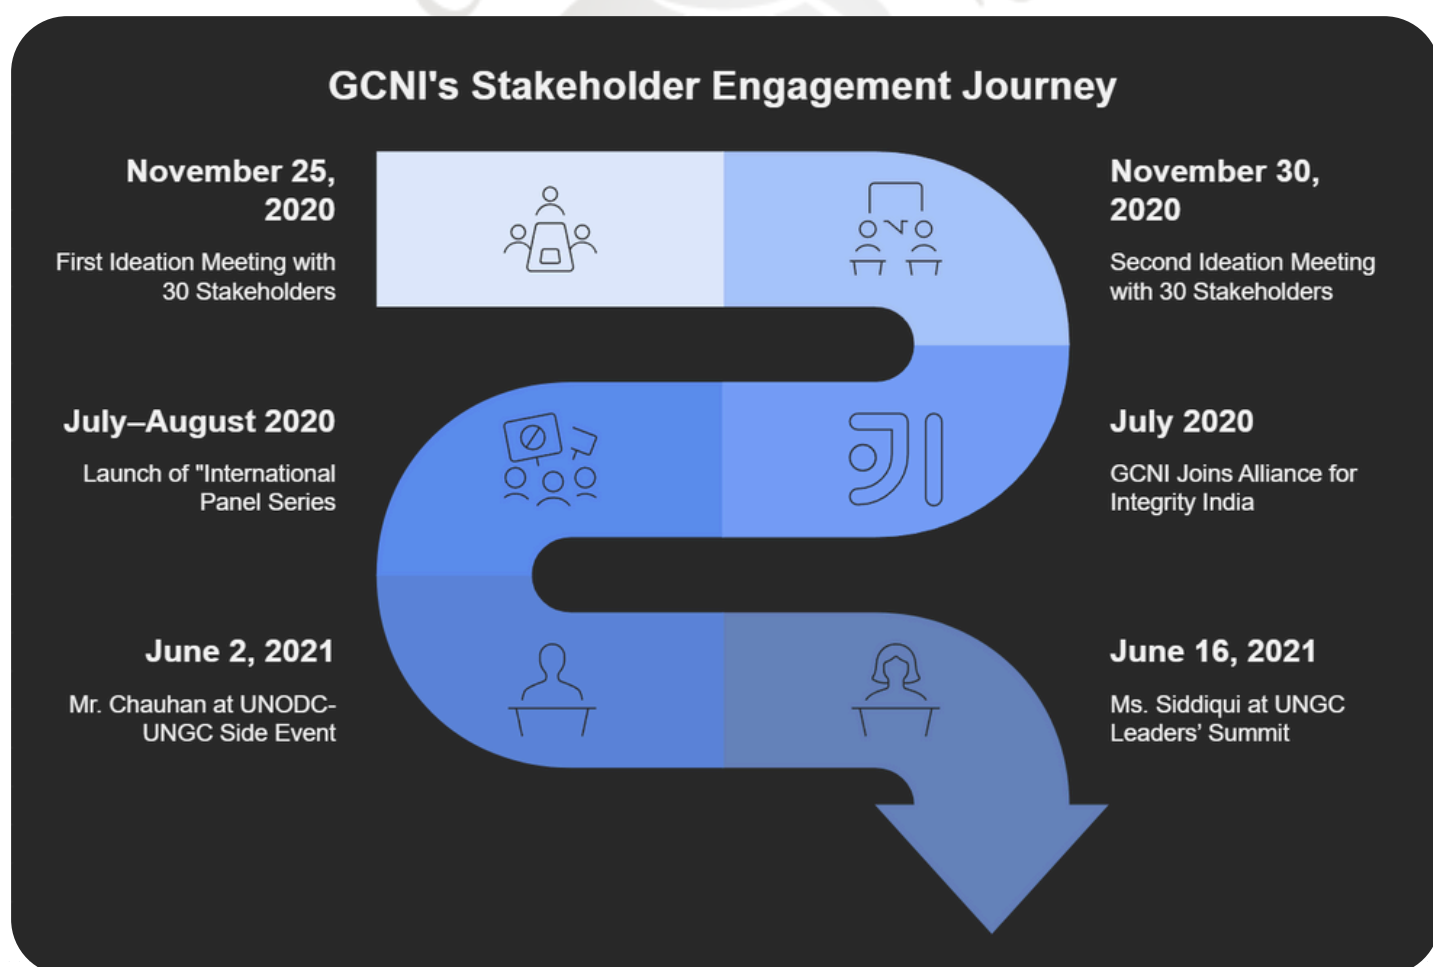 GCNI's Stakeholder Engagement Journey
November 25,
2020
First Ideation Meeting with
30 Stakeholders
November 30,
2020
Second Ideation Meeting
with 30 Stakeholders
July–August 2020
Launch of "International
Panel Series
July 2020
GCNI Joins Alliance for
Integrity India
June 2, 2021
Mr. Chauhan at UNODC-
UNGC Side Event
June 16, 2021
Ms. Siddiqui at UNGC
Leaders’ Summit